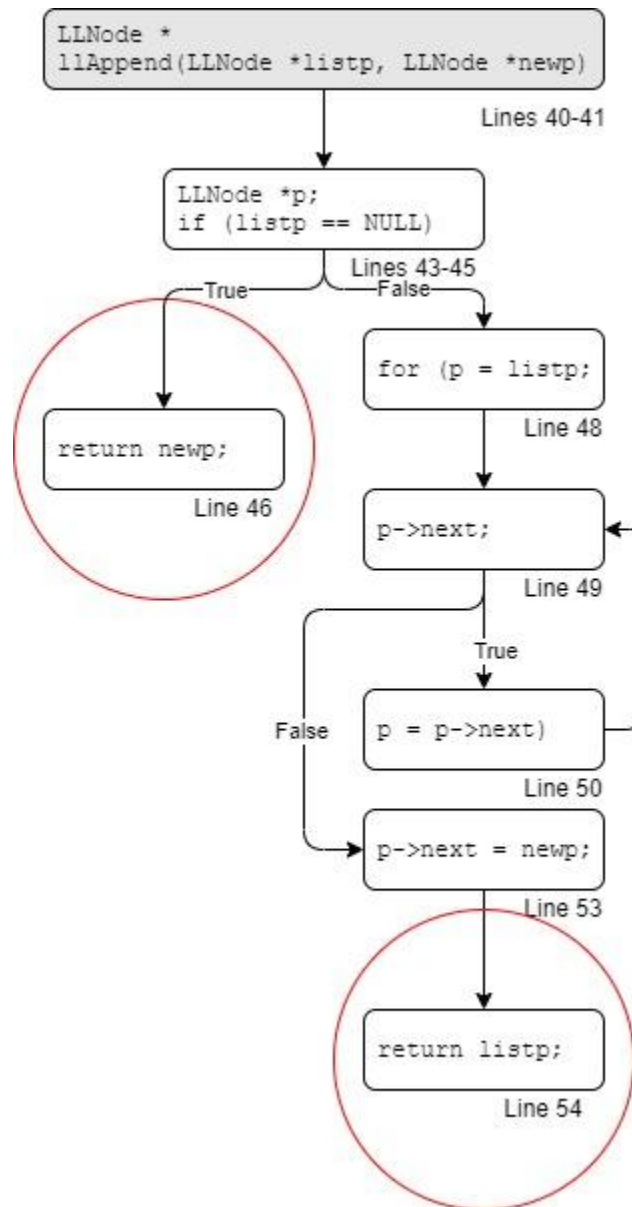 LLNode *
llAppend(LLNode *listp, LLNode *newp)
Lines 40-41
LLNode *p;
if (listp == NULL)
Lines 43-45
True
False
return newp;
Line 46
for (p = listp;
Line 48
p->next;
Line 49
True
False
p = p->next)
Line 50
p->next = newp;
Line 53
return listp;
Line 54